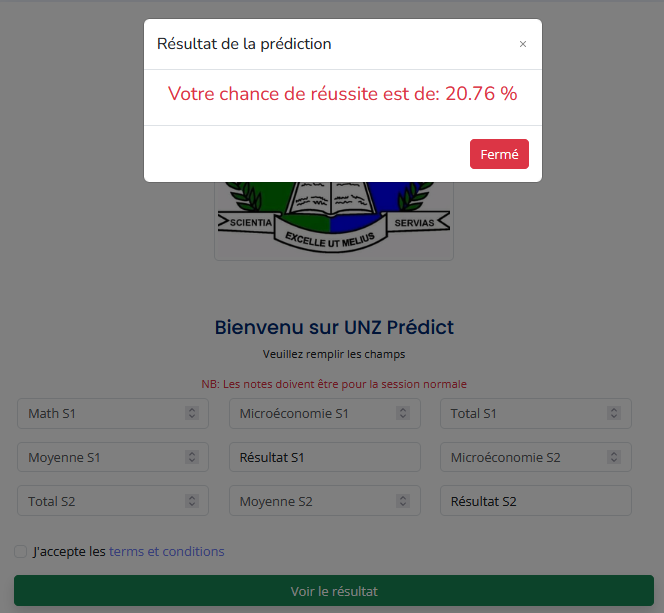 Résultat de la prédiction ×
Votre chance de réussite est de: 20.76 %
Fermé
SCIENTIA SERVIAS
EXCELLE UT MELIUS
Bienvenu sur UNZ Prédict
Veuillez remplir les champs
NB: Les notes doivent être pour la session normale
Math S1 Microéconomie S1 Total S1
Moyenne S1 Résultat S1 Microéconomie S2
Total S2 Moyenne S2 Résultat S2
J'accepte les terms et conditions
Voir le résultat